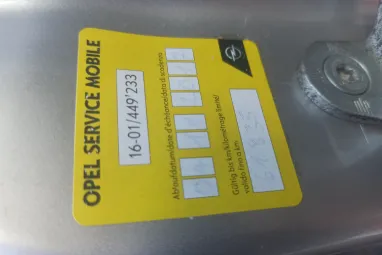 OPEL SERVICE MOBILE
16-01/449'233
Ablaufdatum/date d'échéance/data di scadenza
Gültig bis km/kilométrage limite/
valido fino a km